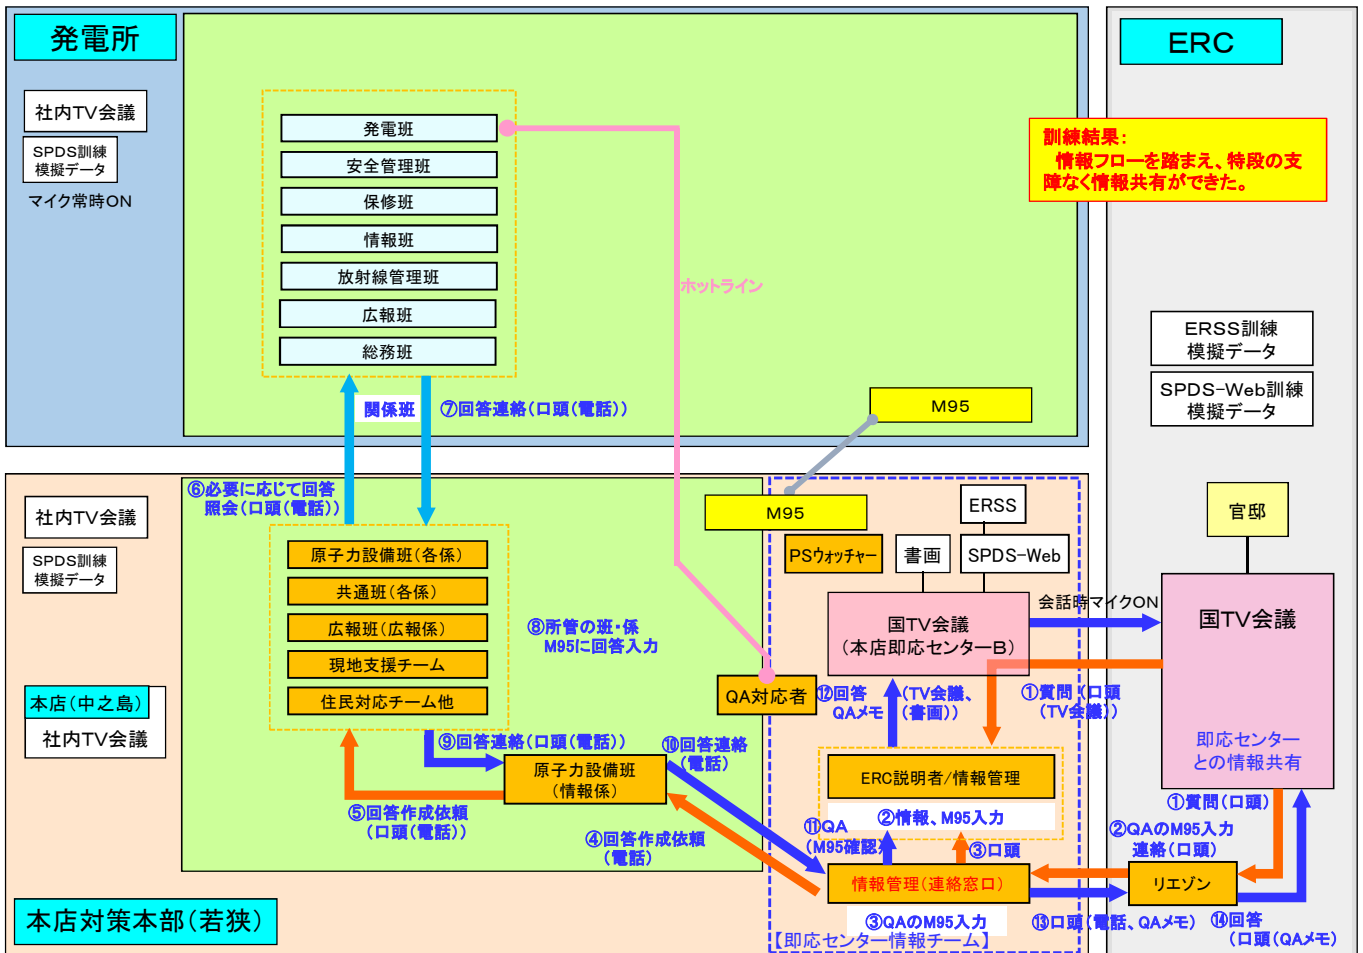 発電所
社内TV会議
SPDS訓練
模擬データ
マイク常時ON
発電班
安全管理班
保修班
情報班
放射線管理班
広報班
総務班
ホットライン
関係班
⑦回答連絡(口頭(電話))
M95
ERC
訓練結果:
情報フローを踏まえ、特段の支
障なく情報共有ができた。
ERSS訓練
模擬データ
SPDS-Web訓練
模擬データ
官邸
国TV会議
即応センター
との情報共有
社内TV会議
SPDS訓練
模擬データ
本店(中之島)
社内TV会議
本店対策本部(若狭)
⑥必要に応じて回答
照会(口頭(電話))
原子力設備班(各係)
共通班(各係)
広報班(広報係)
現地支援チーム
住民対応チーム他
⑧所管の班・係
M95に回答入力
⑨回答連絡(口頭(電話))
⑩回答連絡
(電話)
原子力設備班
(情報係)
⑤回答作成依頼
(口頭(電話))
④回答作成依頼
(電話)
M95
PSウォッチャー
書画
ERSS
SPDS-Web
国TV会議
(本店即応センターB)
会話時マイクON
QA対応者
⑫回答
QAメモ
(TV会議、
(書画))
①質問(口頭
(TV会議))
ERC説明者/情報管理
②情報、M95入力
⑪QA
(M95確認)
③口頭
情報管理(連絡窓口)
③QAのM95入力
【即応センター情報チーム】
①質問(口頭)
②QAのM95入力
連絡(口頭)
リエゾン
⑬口頭(電話、QAメモ)
⑭回答
(口頭(QAメモ)